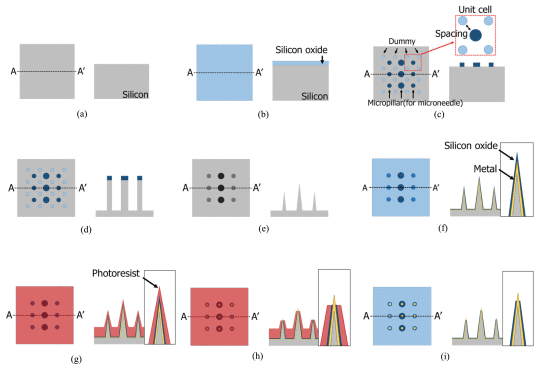 A A'
Silicon
(a)
Silicon oxide
A A'
Silicon
(b)
Unit cell
Spacing
Dummy
A A'
Micropillar(for microneedle)
(c)
A A'
(d)
A A'
(e)
Silicon oxide
Metal
A A'
(f)
Photoresist
A A'
(g)
A A'
(h)
A A'
(i)